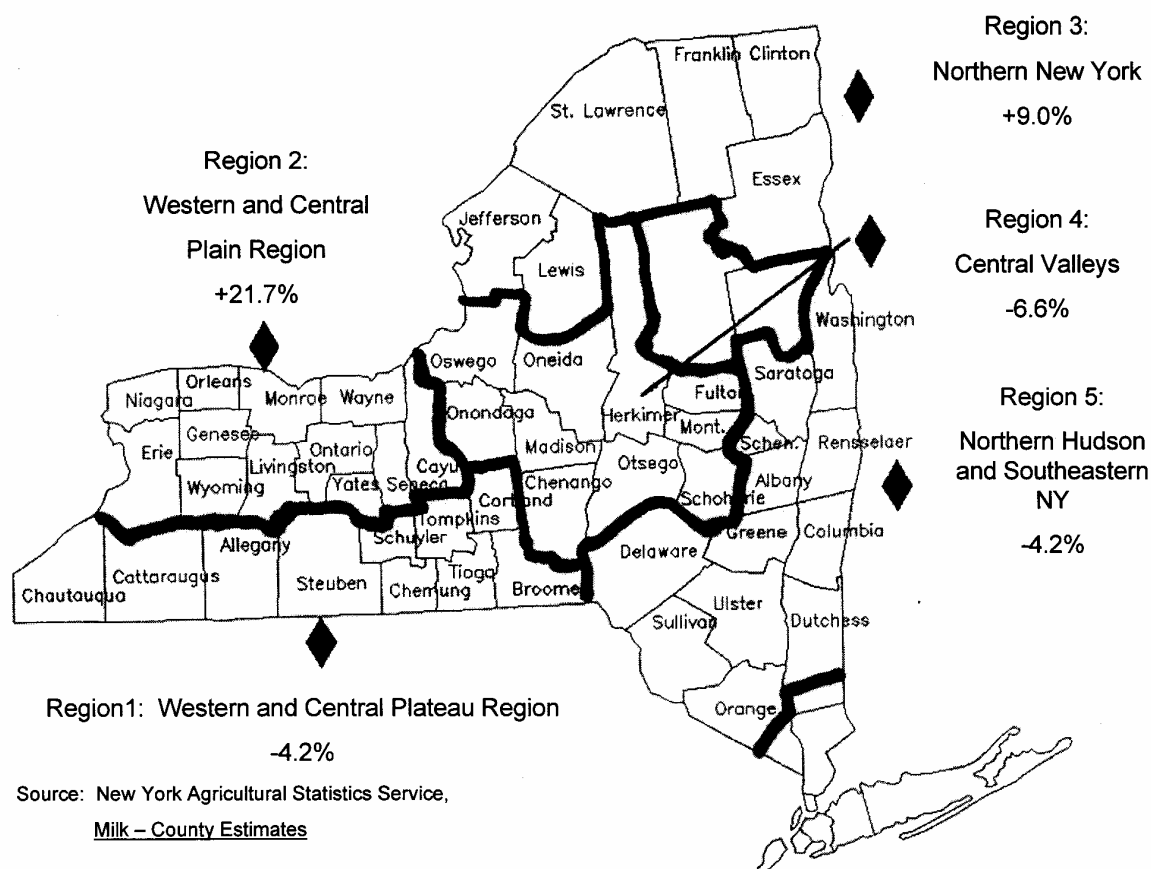 Region 3:
Northern New York
+9.0%
Region 2:
Western and Central
Plain Region
+21.7%
Region 4:
Central Valleys
-6.6%
Region 5:
Northern Hudson
and Southeastern
NY
-4.2%
Franklin Clinton
St. Lawrence
Essex
Jefferson
Lewis
Washington
Oswego
Oneida
Saratoga
Orleans
Niagara
Monroe
Wayne
Fulto
Onondaga
Herkimer
Genesee
Mont.
Erie
Ontario
Madison
Schen.
Rensselaer
Livingston
Cayu
Otsego
Wyoming
Yates
Seneca
Chenango
Albany
Cortland
Schoharie
Tompkins
Allegany
Schuyler
Greene
Columbia
Delaware
Cattaraugus
Steuben
Tioga
Chautauqua
Chemung
Broome
Ulster
Sullivan
Dutchess
Orange
Region1: Western and Central Plateau Region
-4.2%
Source: New York Agricultural Statistics Service,
Milk – County Estimates